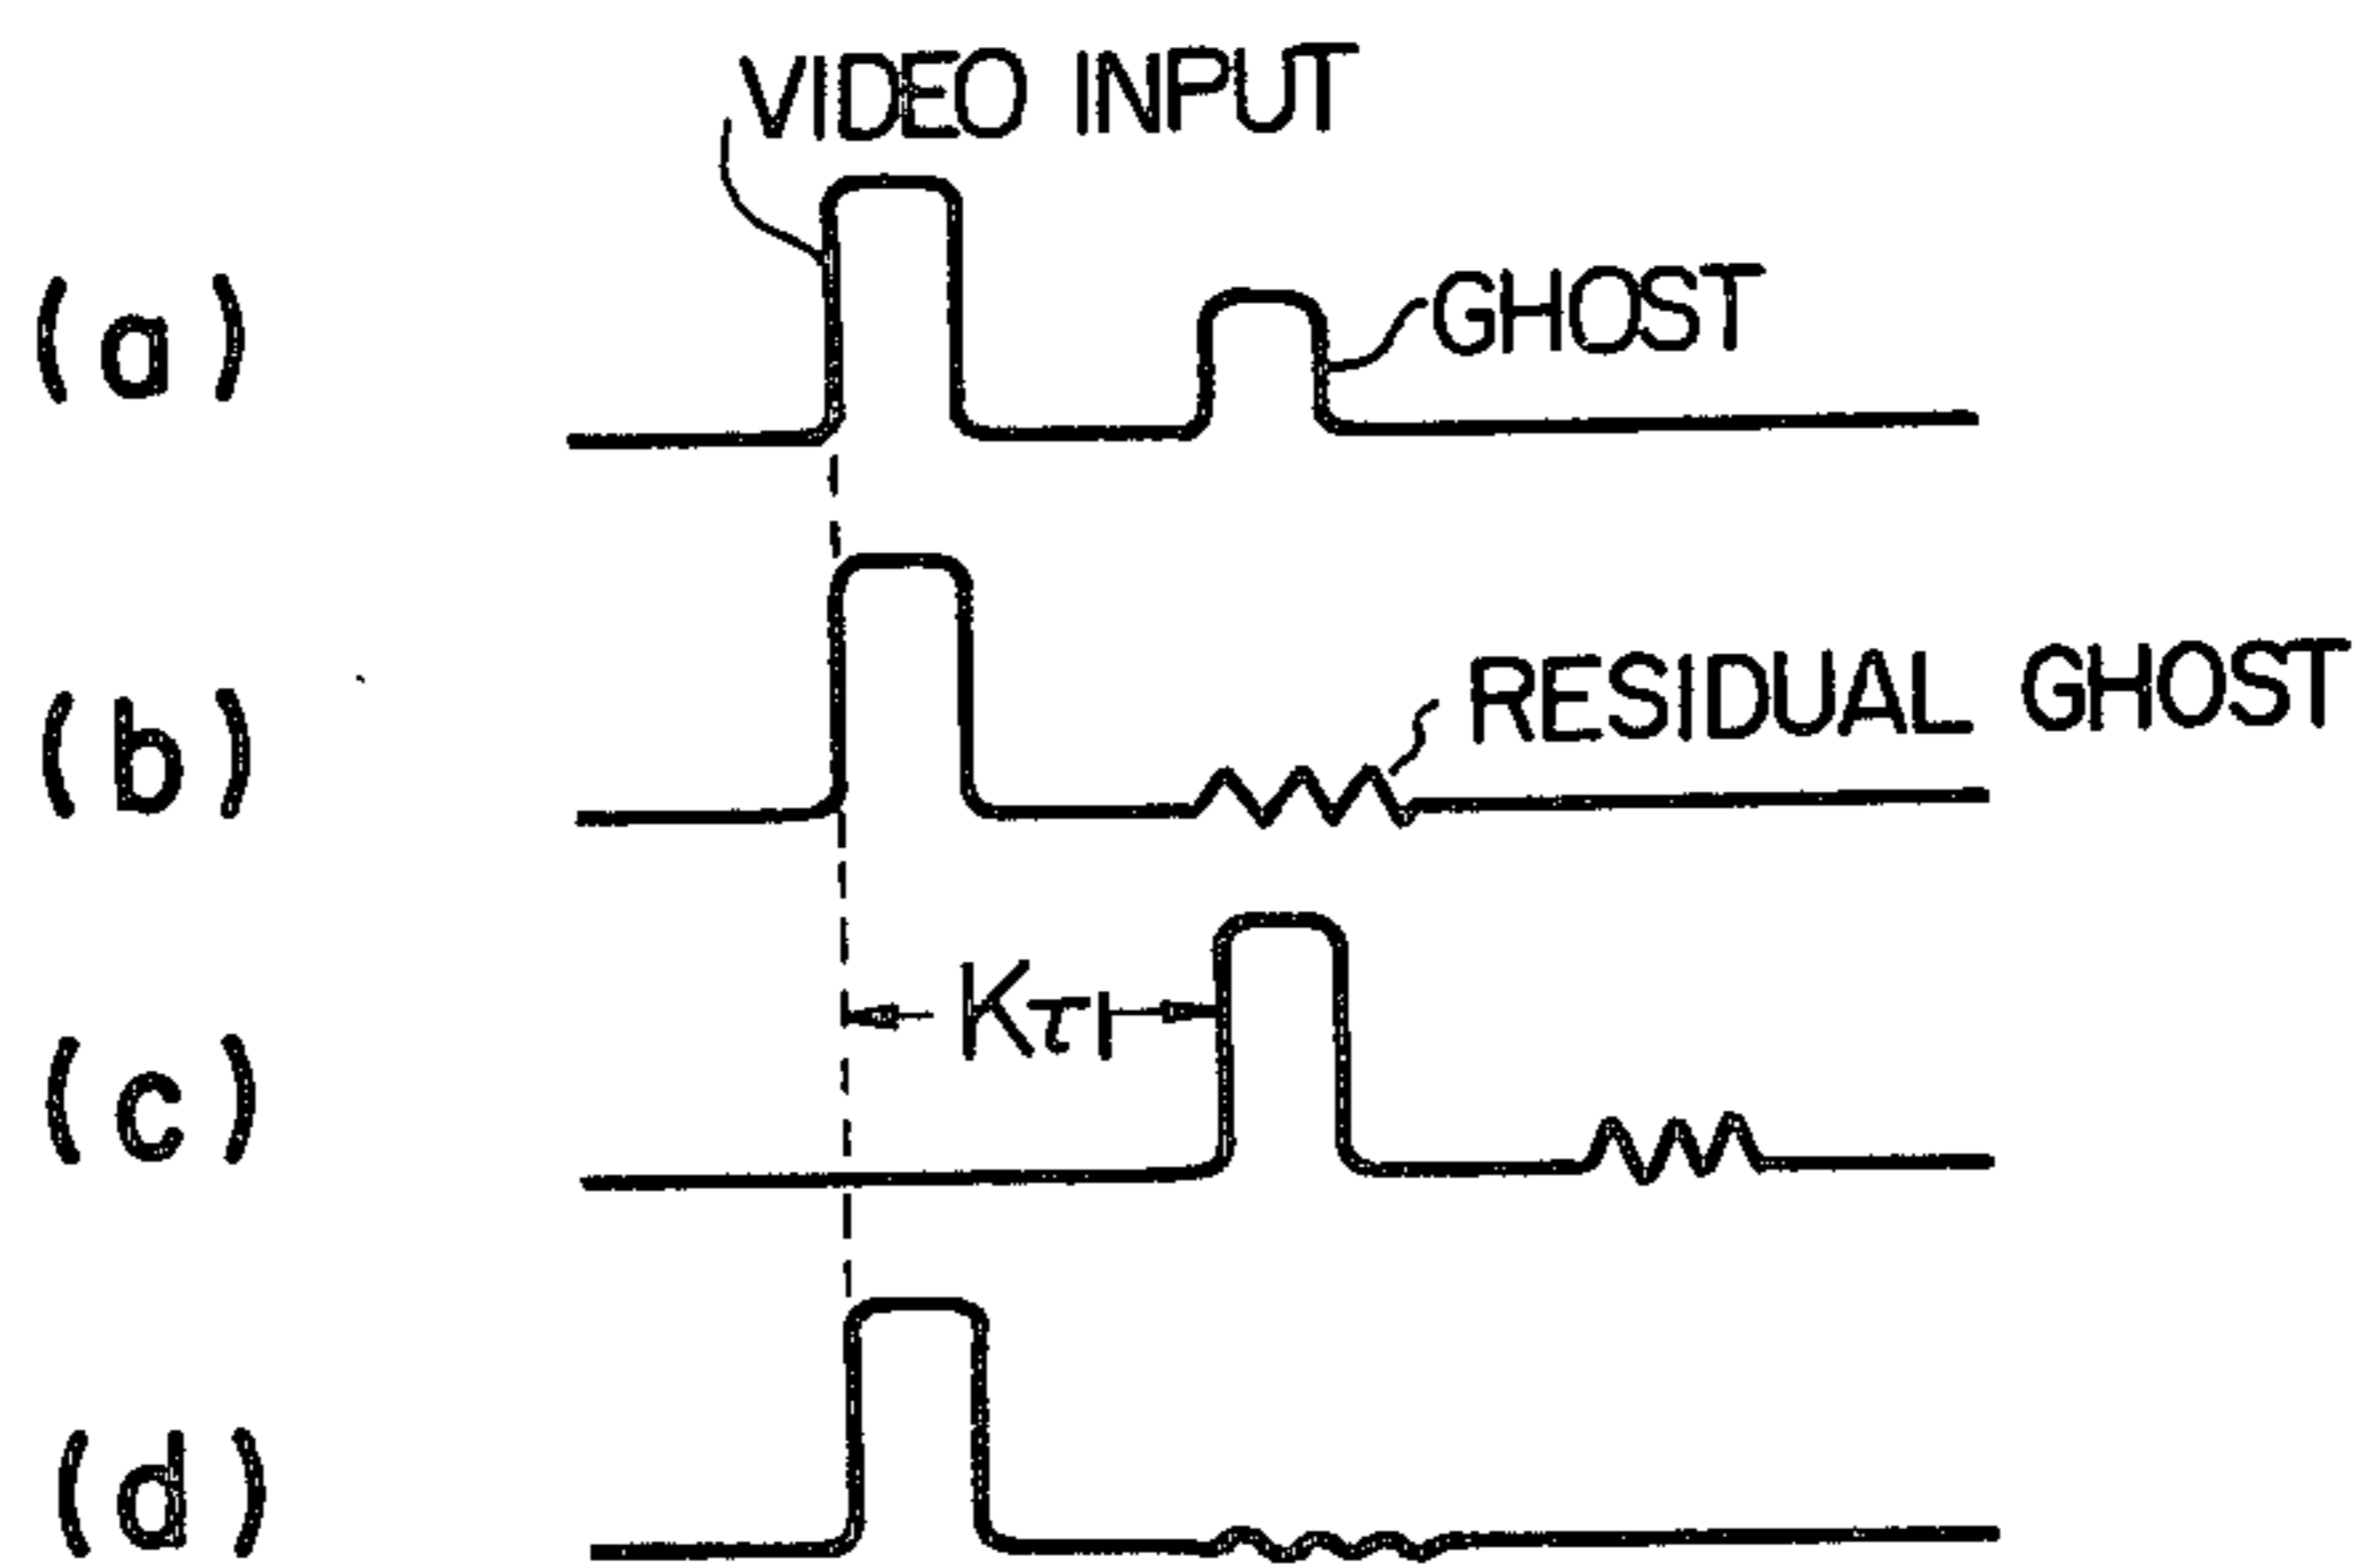 VIDEO INPUT
(a)
GHOST
(b)
RESIDUAL GHOST
(c)
Kτ1
(d)